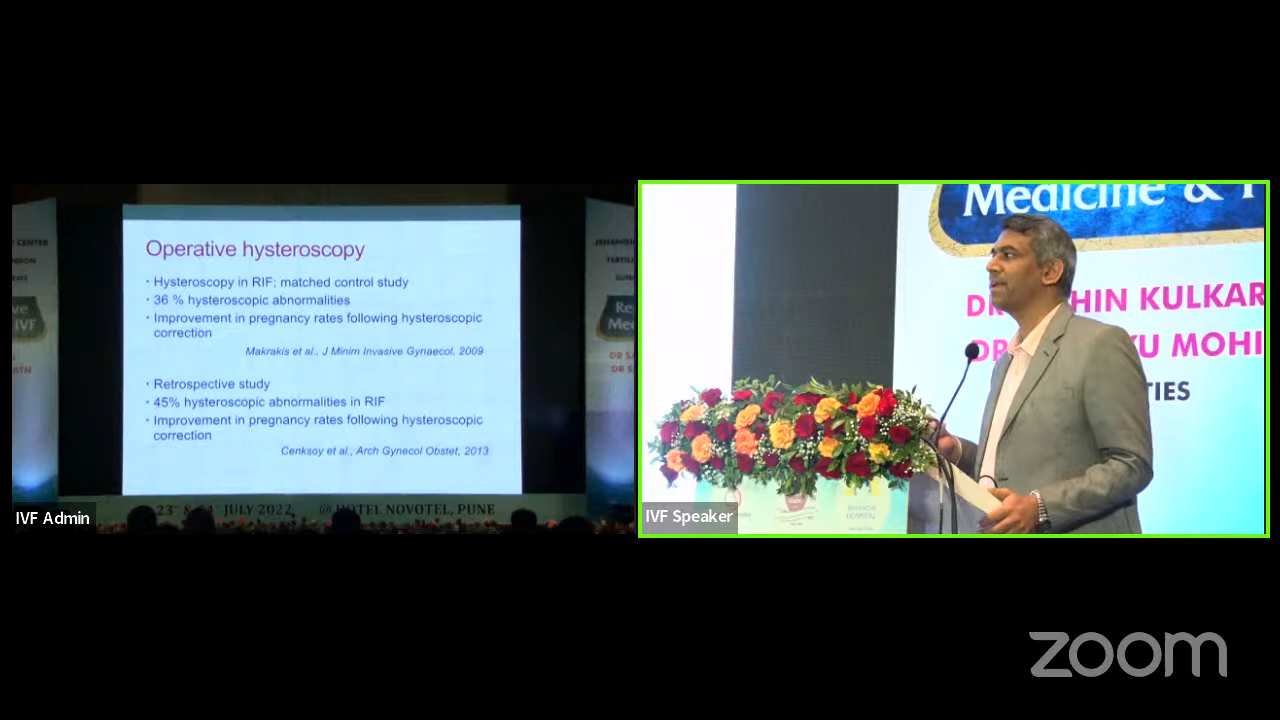 Operative hysteroscopy
· Hysteroscopy in RIF; matched control study
· 36 % hysteroscopic abnormalities
· Improvement in pregnancy rates following hysteroscopic
correction
Makrakis et al., J Minim Invasive Gynaecol, 2009
· Retrospective study
· 45% hysteroscopic abnormalities in RIF
· Improvement in pregnancy rates following hysteroscopic
correction
Cenksoy et al., Arch Gynecol Obstet, 2013
JULY 2022 @ HOTEL NOVOTEL, PUNE
IVF Admin
Medicine &
DR HIN KULKAR
DR KU MOHI
TIES
HOSPITAL
IVF Speaker
zoom